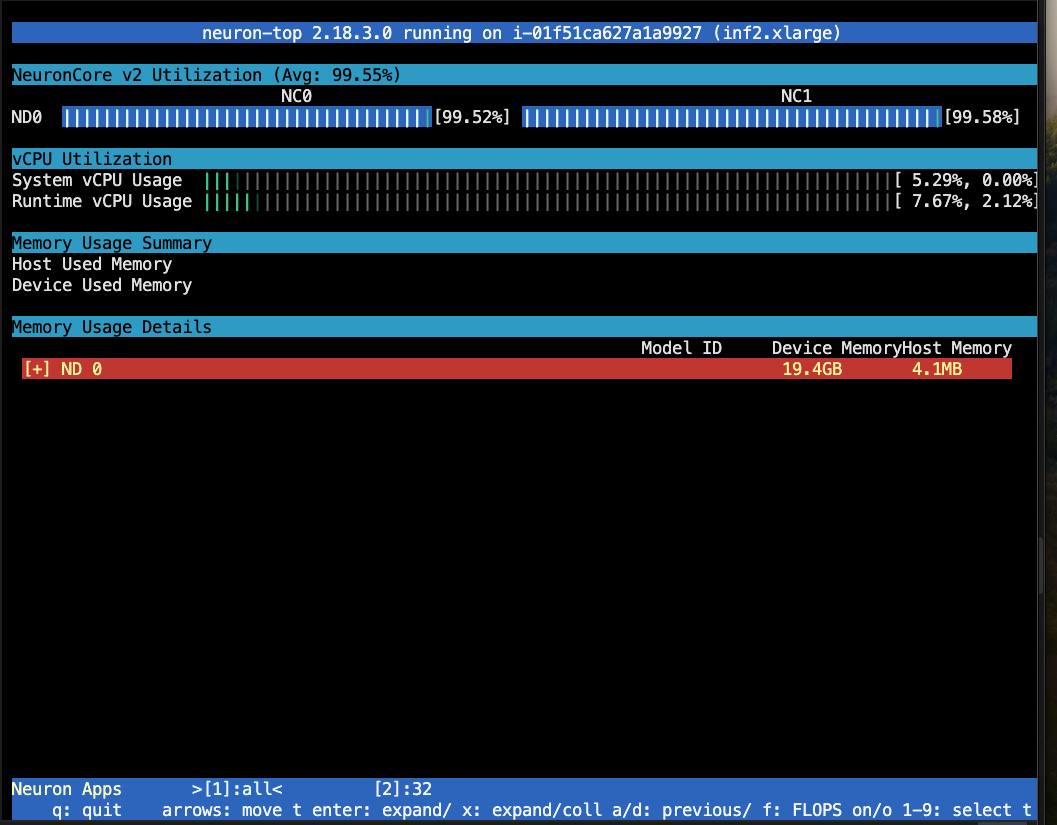 neuron-top 2.18.3.0 running on i-01f51ca627a1a9927 (inf2.xlarge)
NeuronCore v2 Utilization (Avg: 99.55%)
NC0 NC1
ND0 [99.52%] [99.58%]
vCPU Utilization
System vCPU Usage [ 5.29%, 0.00%]
Runtime vCPU Usage [ 7.67%, 2.12%]
Memory Usage Summary
Host Used Memory
Device Used Memory
Memory Usage Details
Model ID Device MemoryHost Memory
[+] ND 0 19.4GB 4.1MB
Neuron Apps >[1]:all< [2]:32
q: quit arrows: move t enter: expand/ x: expand/coll a/d: previous/ f: FLOPS on/o 1-9: select t